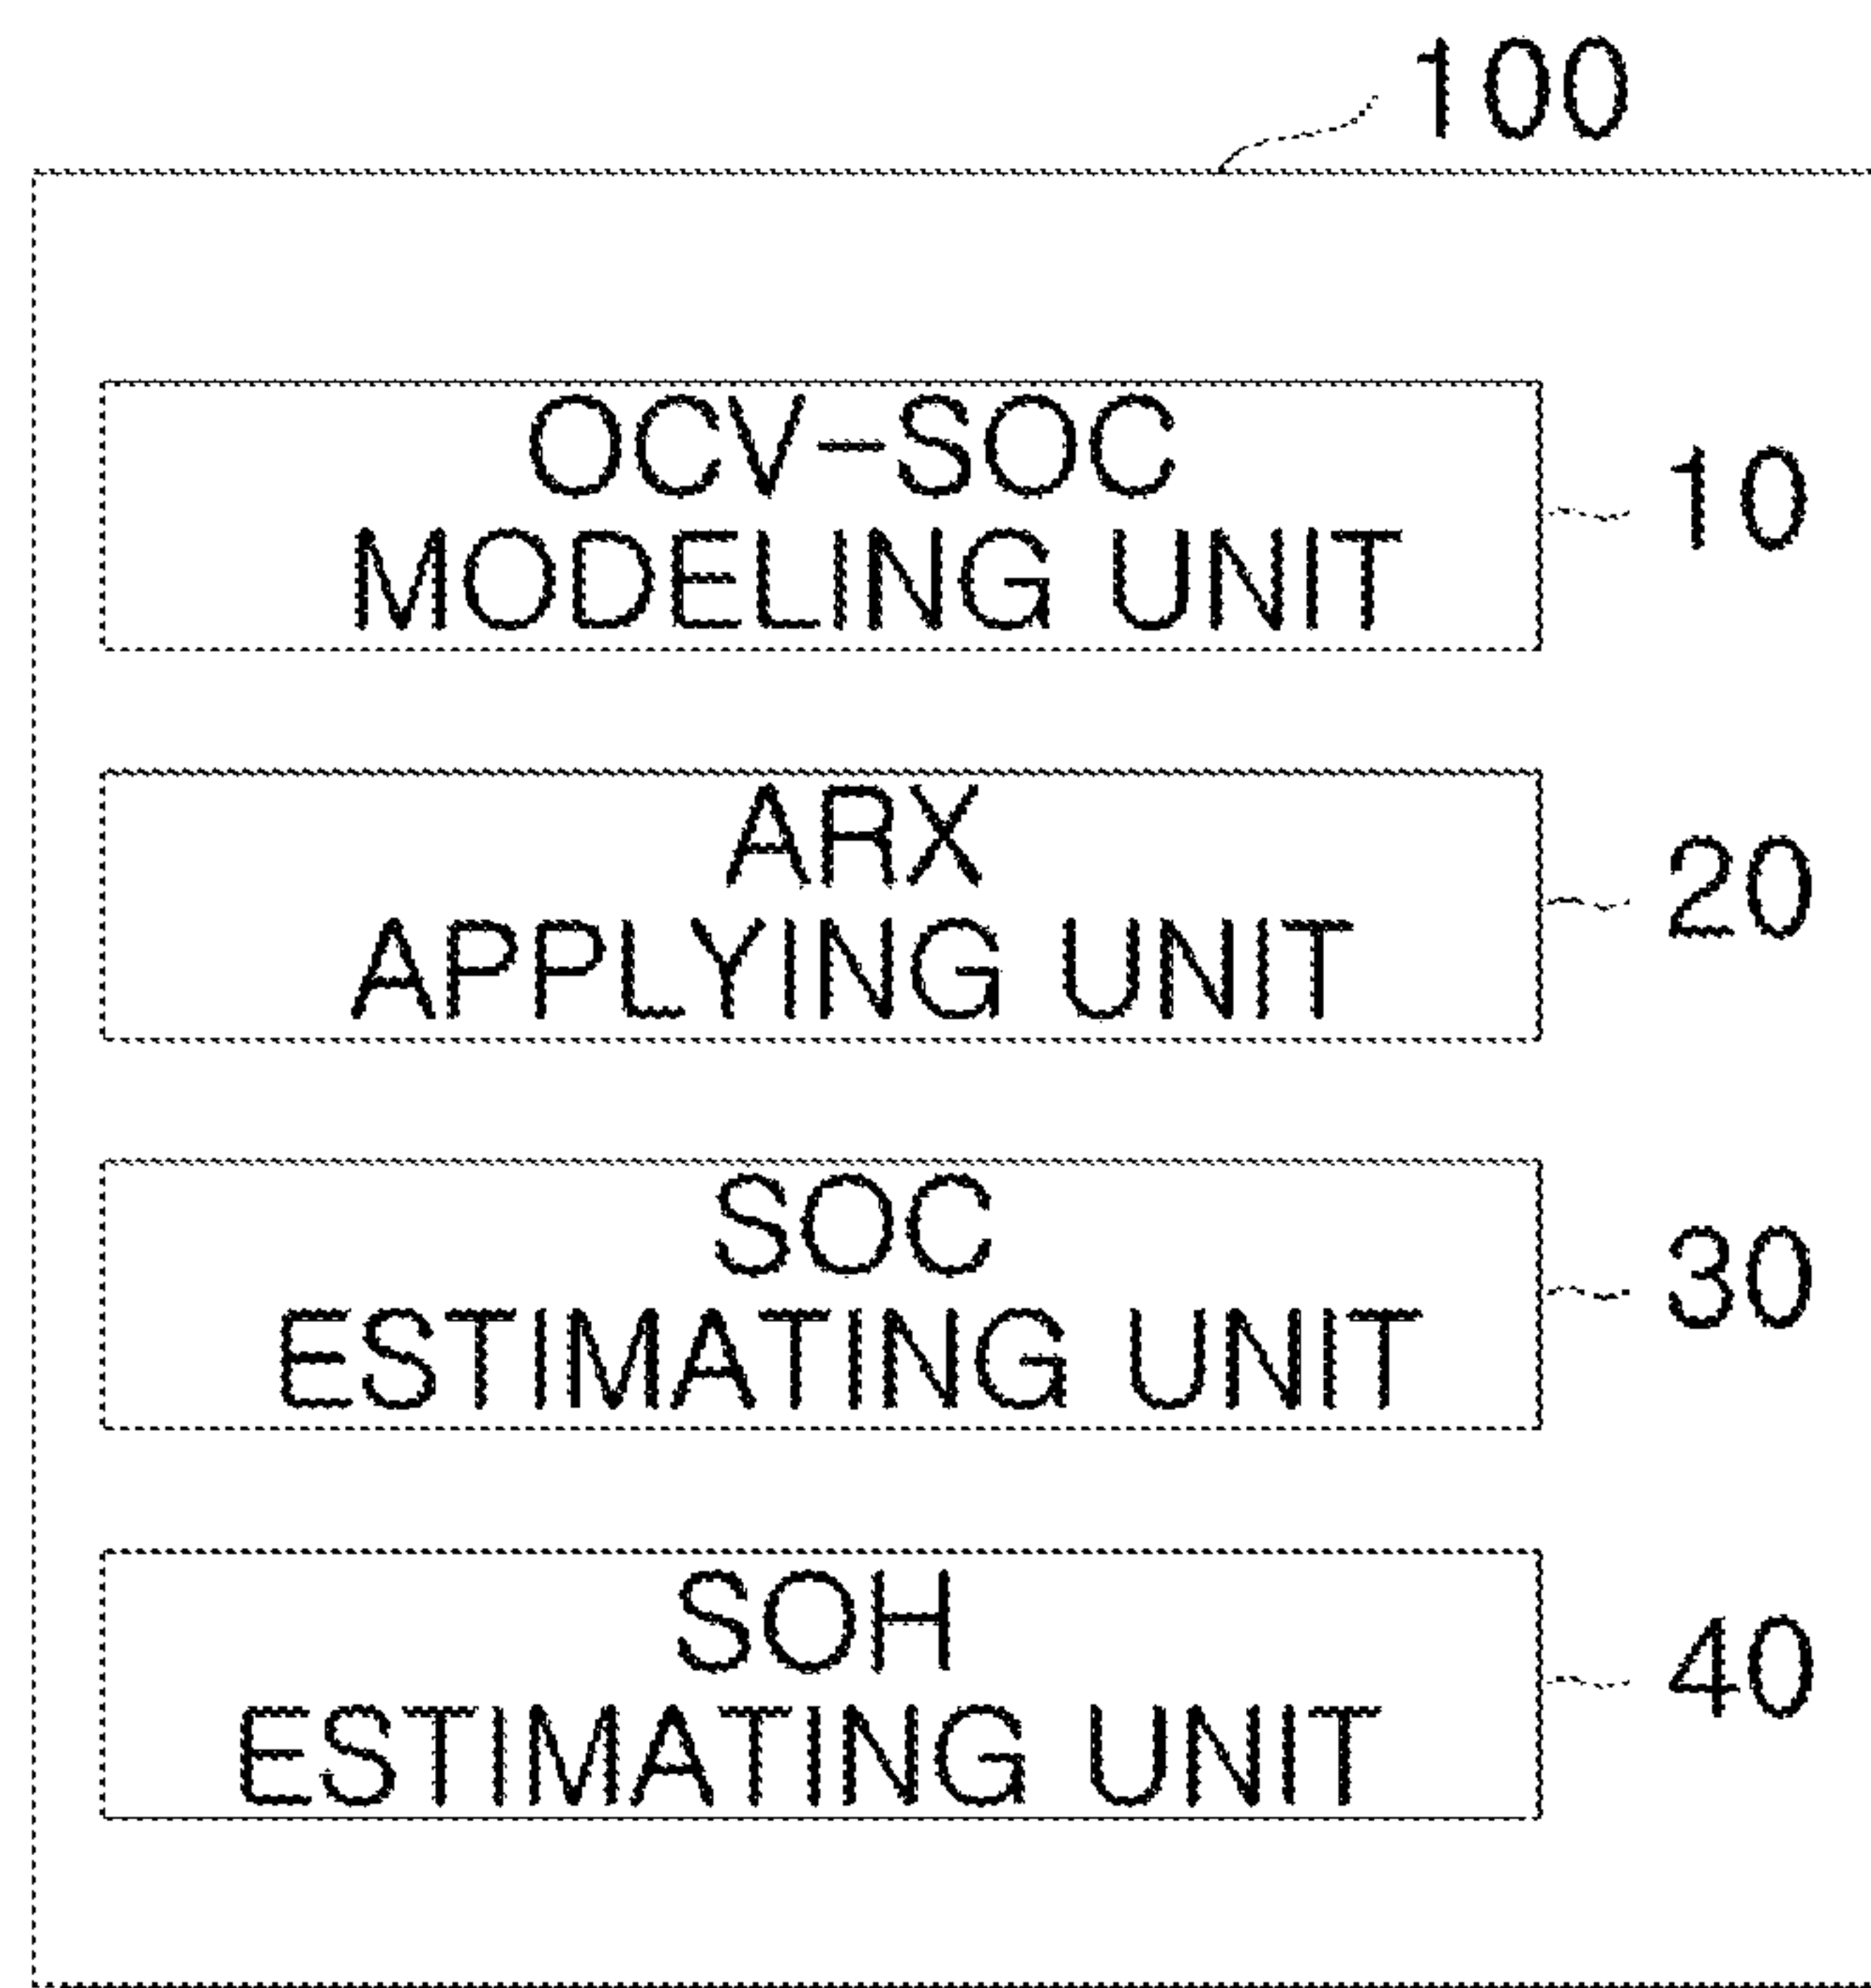 100
OCV-SOC
MODELING UNIT
10
ARX
APPLYING UNIT
20
SOC
ESTIMATING UNIT
30
SOH
ESTIMATING UNIT
40